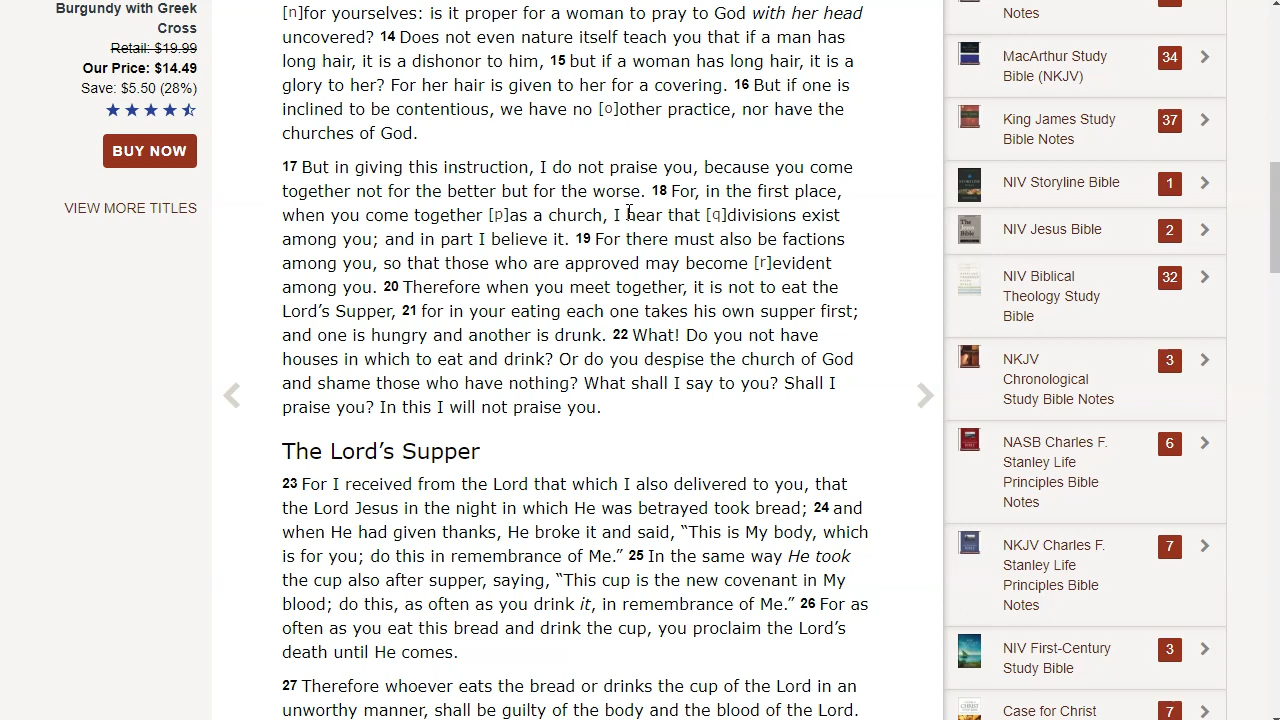 Burgundy with Greek
Cross
Retail: $19.99
Our Price: $14.49
Save: $5.50 (28%)
BUY NOW
VIEW MORE TITLES
[n]for yourselves: is it proper for a woman to pray to God with her head
uncovered? 14 Does not even nature itself teach you that if a man has
long hair, it is a dishonor to him, 15 but if a woman has long hair, it is a
glory to her? For her hair is given to her for a covering. 16 But if one is
inclined to be contentious, we have no [o]other practice, nor have the
churches of God.
17 But in giving this instruction, I do not praise you, because you come
together not for the better but for the worse. 18 For, in the first place,
when you come together [p]as a church, I hear that [q]divisions exist
among you; and in part I believe it. 19 For there must also be factions
among you, so that those who are approved may become [r]evident
among you. 20 Therefore when you meet together, it is not to eat the
Lord’s Supper, 21 for in your eating each one takes his own supper first;
and one is hungry and another is drunk. 22 What! Do you not have
houses in which to eat and drink? Or do you despise the church of God
and shame those who have nothing? What shall I say to you? Shall I
praise you? In this I will not praise you.
The Lord’s Supper
23 For I received from the Lord that which I also delivered to you, that
the Lord Jesus in the night in which He was betrayed took bread; 24 and
when He had given thanks, He broke it and said, “This is My body, which
is for you; do this in remembrance of Me.” 25 In the same way He took
the cup also after supper, saying, “This cup is the new covenant in My
blood; do this, as often as you drink it, in remembrance of Me.” 26 For as
often as you eat this bread and drink the cup, you proclaim the Lord’s
death until He comes.
27 Therefore whoever eats the bread or drinks the cup of the Lord in an
unworthy manner, shall be guilty of the body and the blood of the Lord.
Notes
MacArthur Study
Bible (NKJV)
34
King James Study
Bible Notes
37
NIV Storyline Bible
1
NIV Jesus Bible
2
NIV Biblical
Theology Study
Bible
32
NKJV
Chronological
Study Bible Notes
3
NASB Charles F.
Stanley Life
Principles Bible
Notes
6
NKJV Charles F.
Stanley Life
Principles Bible
Notes
7
NIV First-Century
Study Bible
3
Case for Christ
7